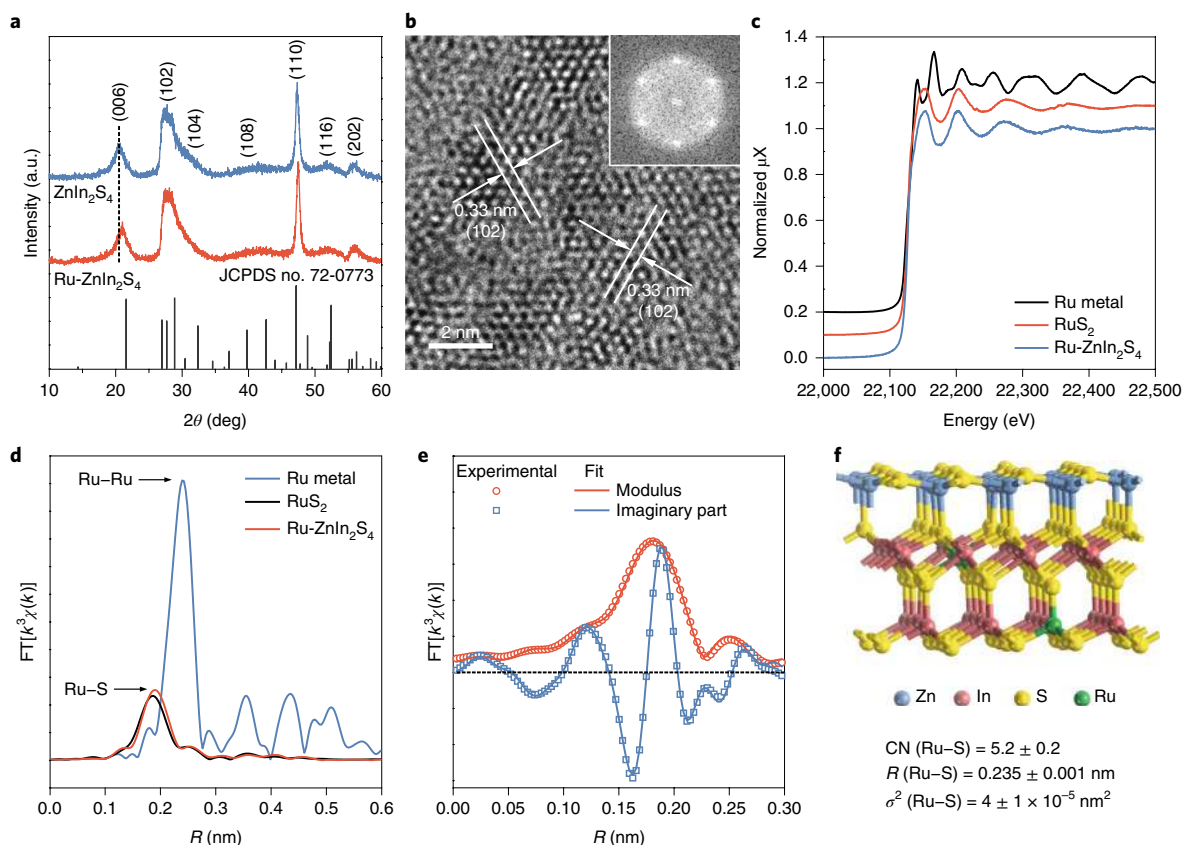 a
Intensity (a.u.)
(006)
(102)
(104)
(108)
(110)
(116)
(202)
ZnIn₂S₄
Ru-ZnIn₂S₄
JCPDS no. 72-0773
10 20 30 40 50 60
2θ (deg)
b
0.33 nm
(102)
0.33 nm
(102)
2 nm
c
Normalized μX
1.4
1.2
1.0
0.8
0.6
0.4
0.2
0.0
Ru metal
RuS₂
Ru-ZnIn₂S₄
22,000 22,100 22,200 22,300 22,400 22,500
Energy (eV)
d
FT[k³χ(k)]
Ru–Ru
Ru–S
Ru metal
RuS₂
Ru-ZnIn₂S₄
0.0 0.1 0.2 0.3 0.4 0.5 0.6
R (nm)
e
FT[k³χ(k)]
Experimental Fit
Modulus
Imaginary part
0.00 0.05 0.10 0.15 0.20 0.25 0.30
R (nm)
f
Zn In S Ru
CN (Ru–S) = 5.2 ± 0.2
R (Ru–S) = 0.235 ± 0.001 nm
σ² (Ru–S) = 4 ± 1 × 10⁻⁵ nm²